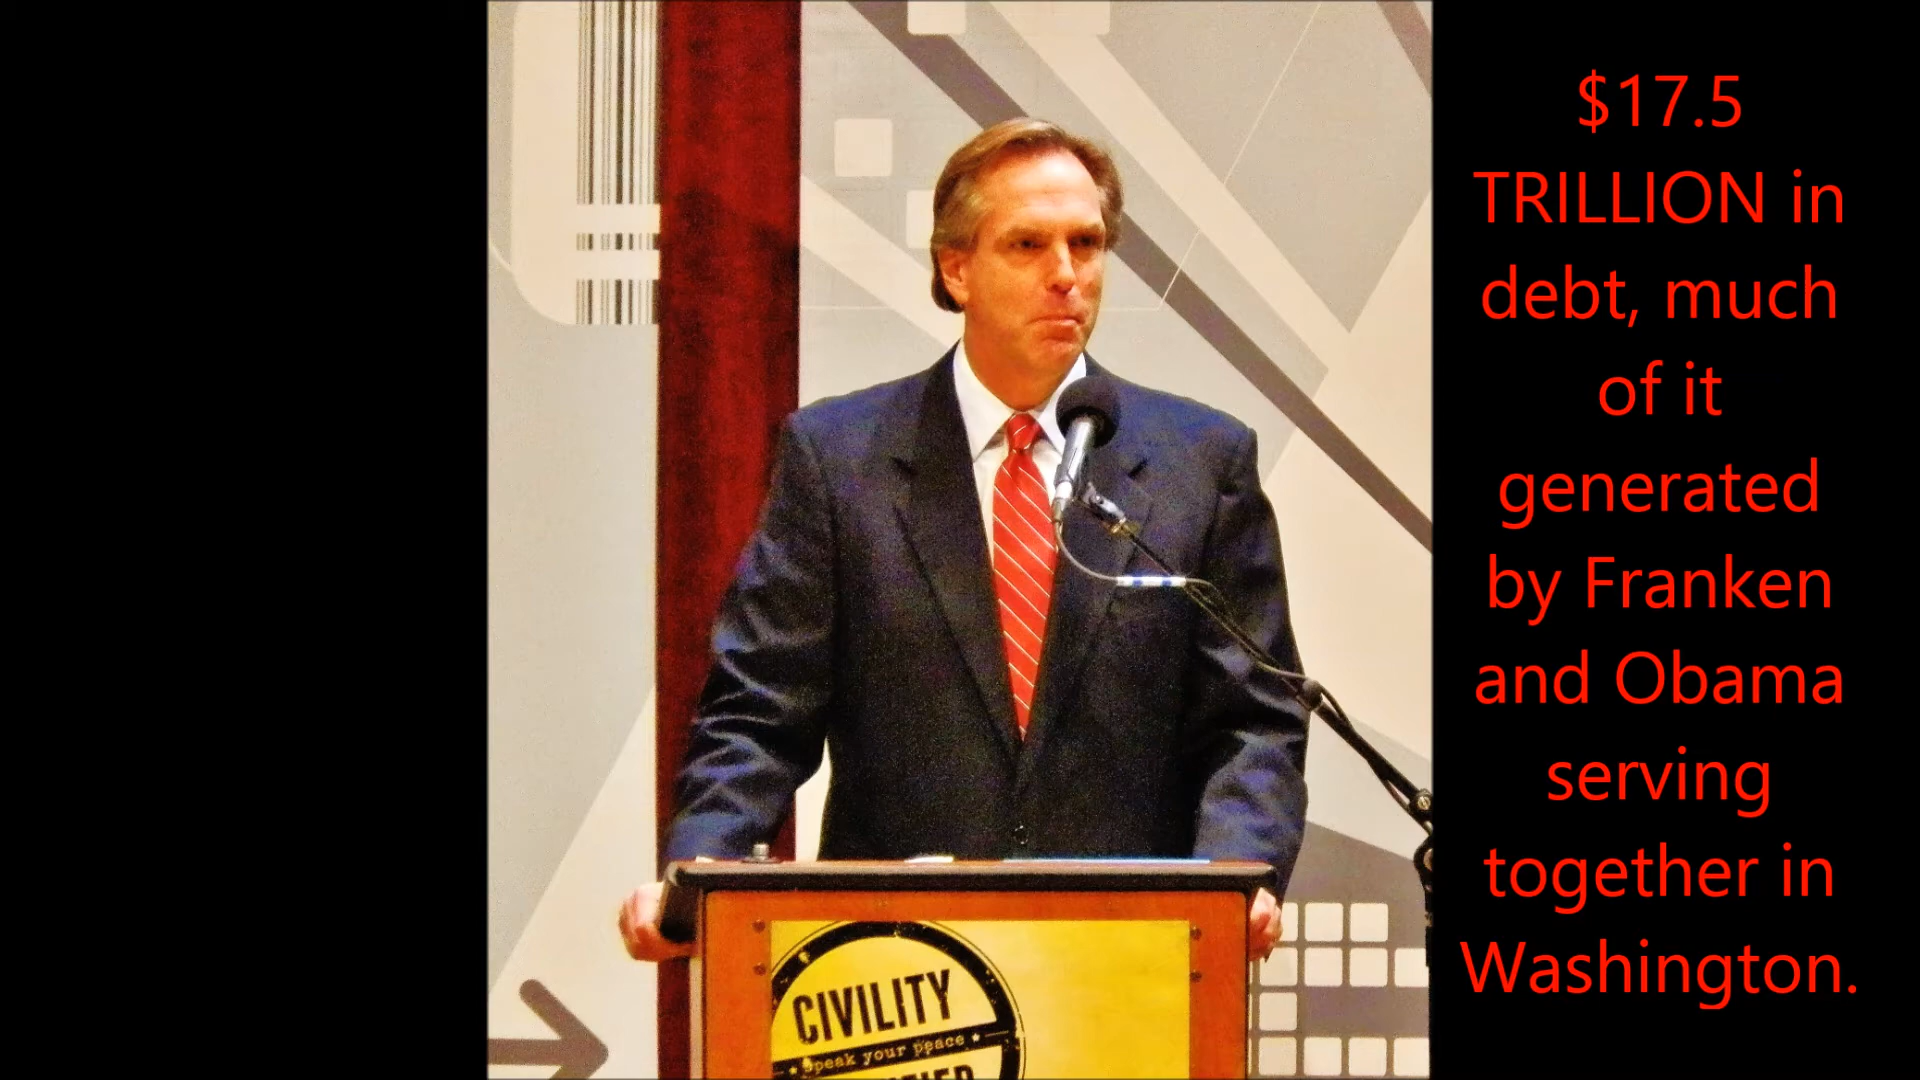 $17.5
TRILLION in
debt, much
of it
generated
by Franken
and Obama
serving
together in
Washington.
CIVILITY
speak your peace